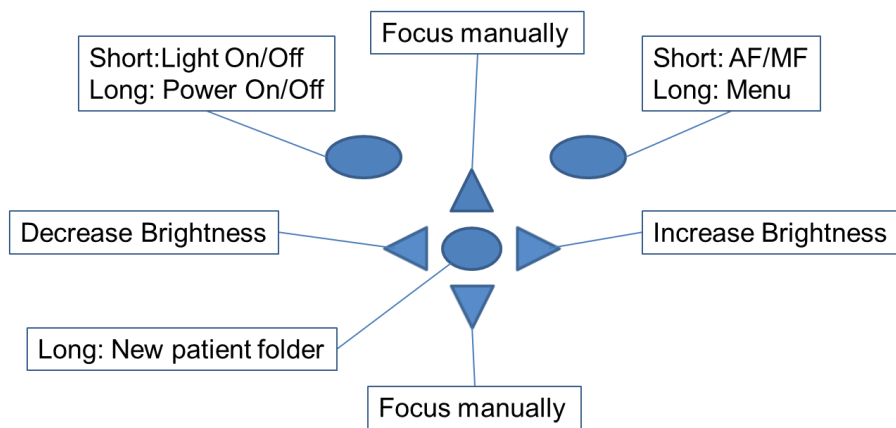 Focus manually
Short:Light On/Off
Long: Power On/Off
Short: AF/MF
Long: Menu
Decrease Brightness
Increase Brightness
Long: New patient folder
Focus manually